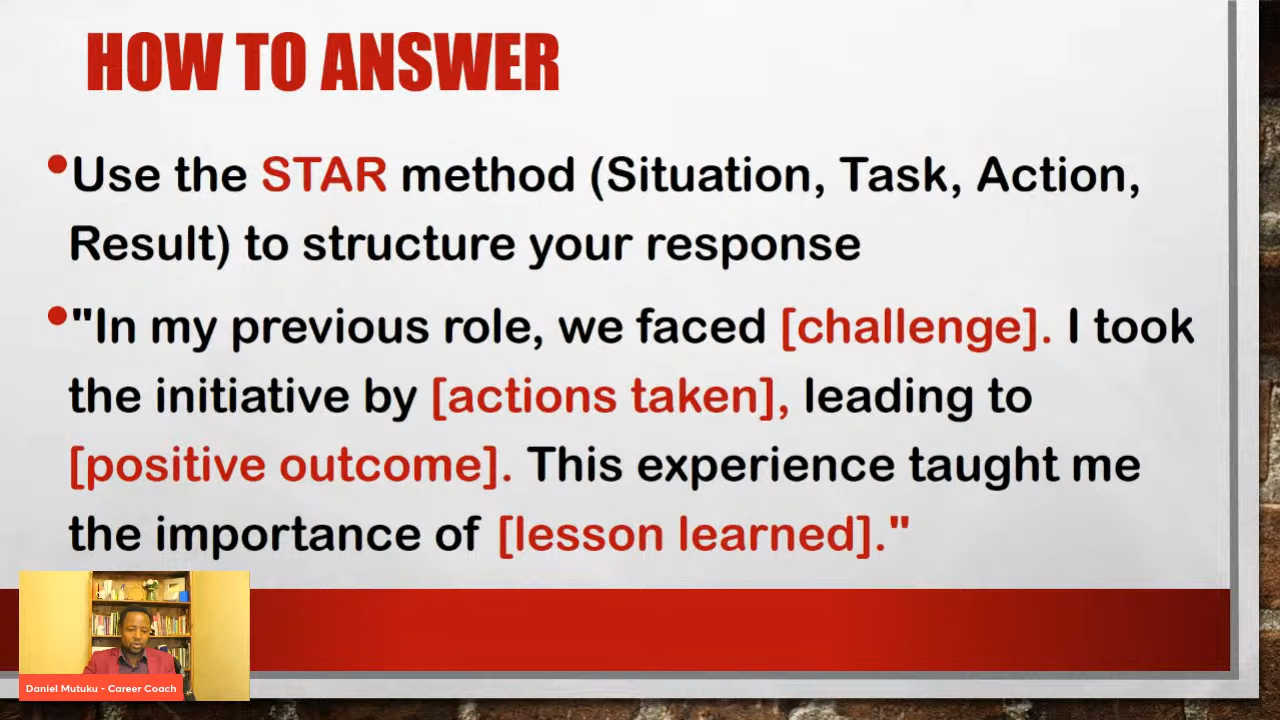 HOW TO ANSWER
•Use the STAR method (Situation, Task, Action,
Result) to structure your response
•"In my previous role, we faced [challenge]. I took
the initiative by [actions taken], leading to
[positive outcome]. This experience taught me
the importance of [lesson learned]."
Daniel Mutuku - Career Coach